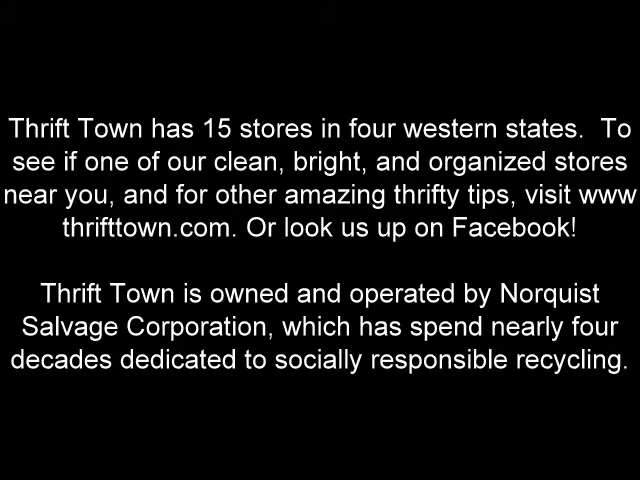 Thrift Town has 15 stores in four western states.  To
see if one of our clean, bright, and organized stores
near you, and for other amazing thrifty tips, visit www
thrifttown.com. Or look us up on Facebook!
Thrift Town is owned and operated by Norquist
Salvage Corporation, which has spend nearly four
decades dedicated to socially responsible recycling.